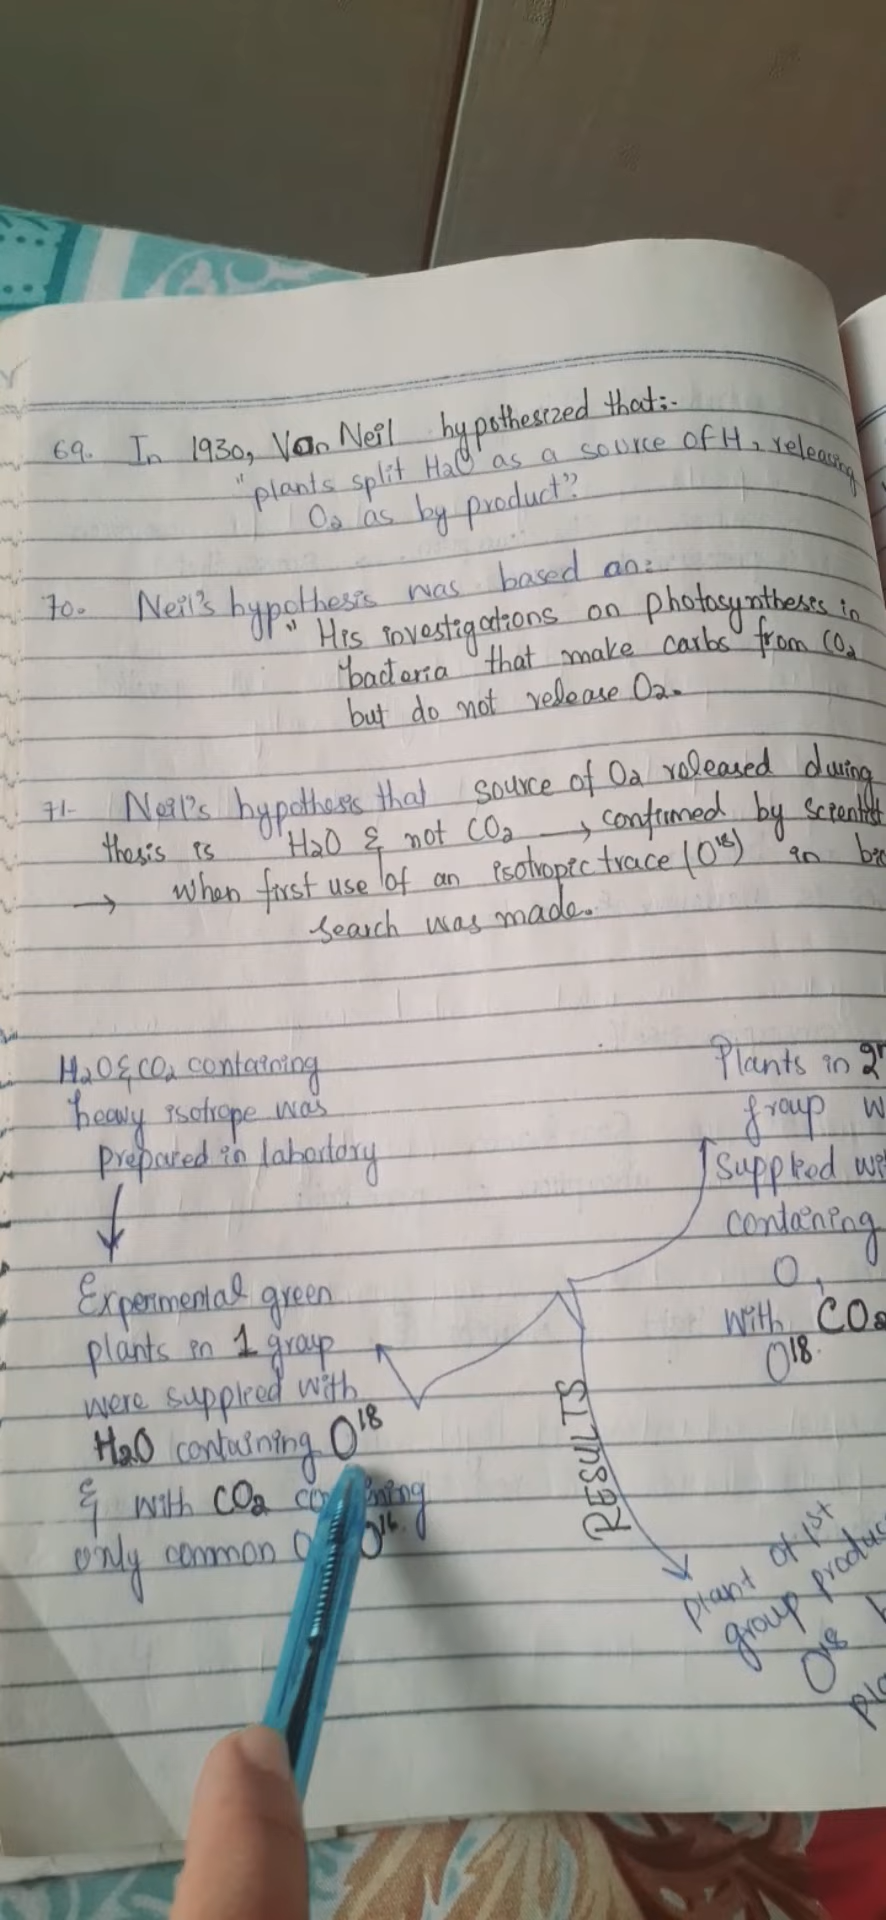 69. In 1930, Van Neil hypothesized that:-
"plants split H2O as a source of H, releasing
O2 as by product".
70. Neil's hypothesis was based an:
" His investigations on photosynthesis in
bacteria that make carbs from CO2
but do not release O2.
71- Neil's hypothesis that source of O2 released during
thesis is H2O & not CO2 → confirmed by scientist
→ when first use of an isotropic trace (O18) in
search was made.
H2O & CO2 containing
heavy isotrope was
prepared in labortory
↓
Experimental green
plants in 1 group
were supplied with
H2O containing O18
& with CO2
only common O16
Plants in
group
supplied
containing
O,
with CO2
O18.
RESULTS
plant of 1st
group
O18